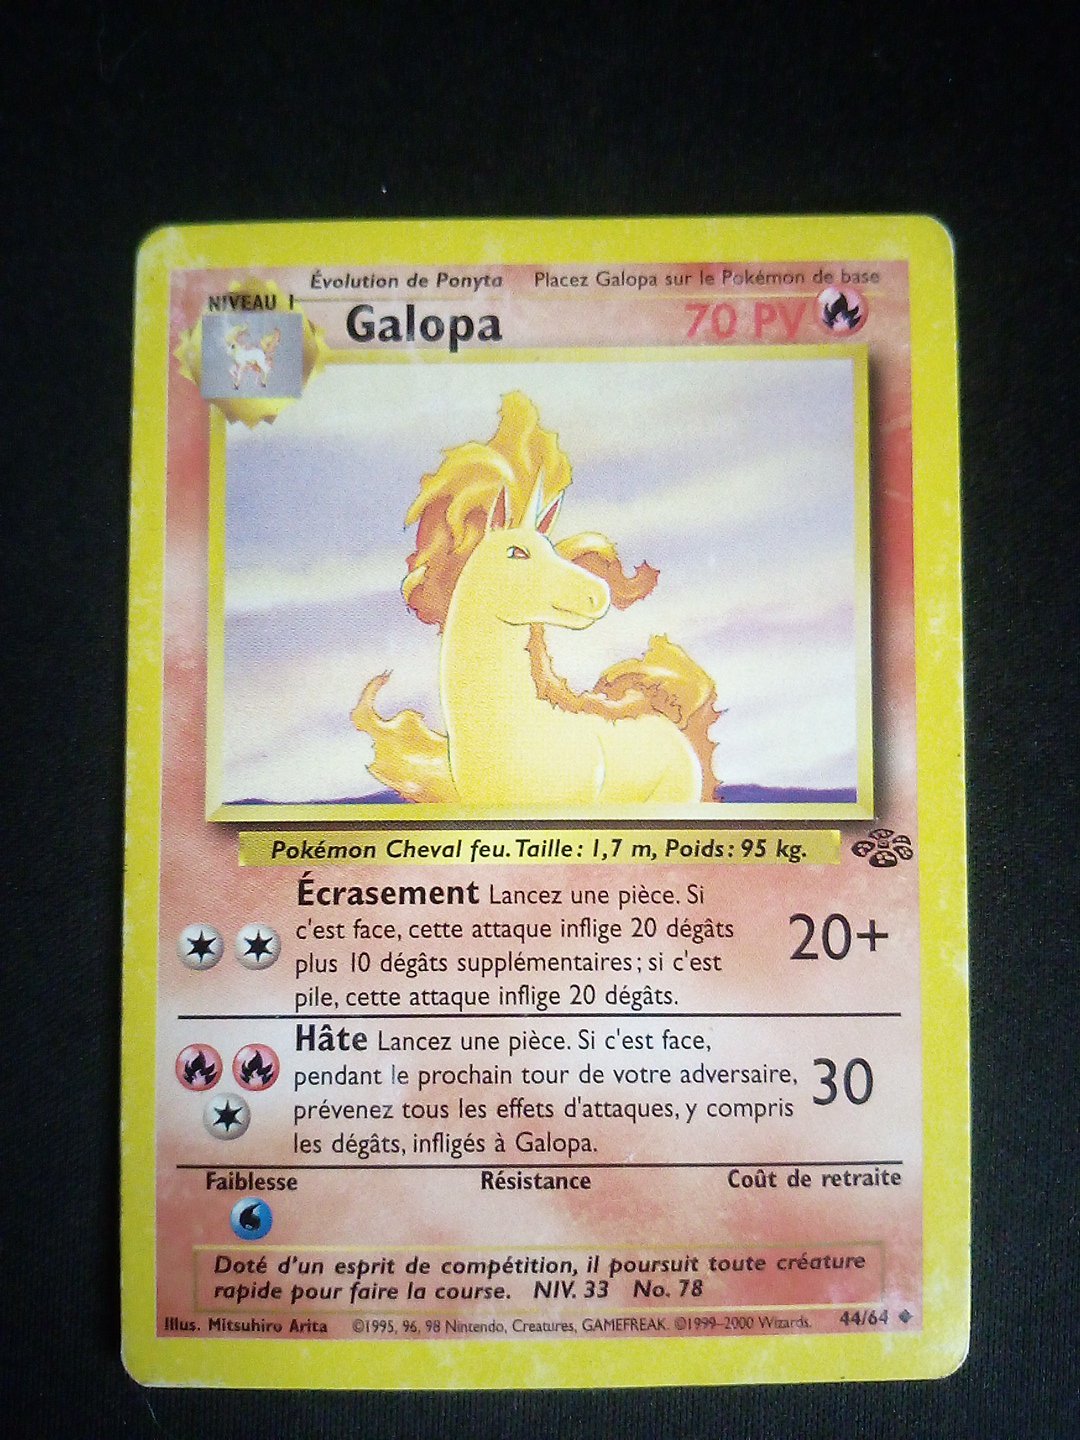 Évolution de Ponyta Placez Galopa sur le Pokémon de base
NIVEAU 1
Galopa 70 PV
Pokémon Cheval feu. Taille : 1,7 m, Poids : 95 kg.
Écrasement Lancez une pièce. Si
c'est face, cette attaque inflige 20 dégâts
plus 10 dégâts supplémentaires ; si c'est
pile, cette attaque inflige 20 dégâts.
20+
Hâte Lancez une pièce. Si c'est face,
pendant le prochain tour de votre adversaire,
prévenez tous les effets d'attaques, y compris
les dégâts, infligés à Galopa.
30
Faiblesse Résistance Coût de retraite
Doté d'un esprit de compétition, il poursuit toute créature
rapide pour faire la course. NIV. 33 No. 78
Illus. Mitsuhiro Arita ©1995, 96, 98 Nintendo, Creatures, GAMEFREAK. ©1999-2000 Wizards. 44/64